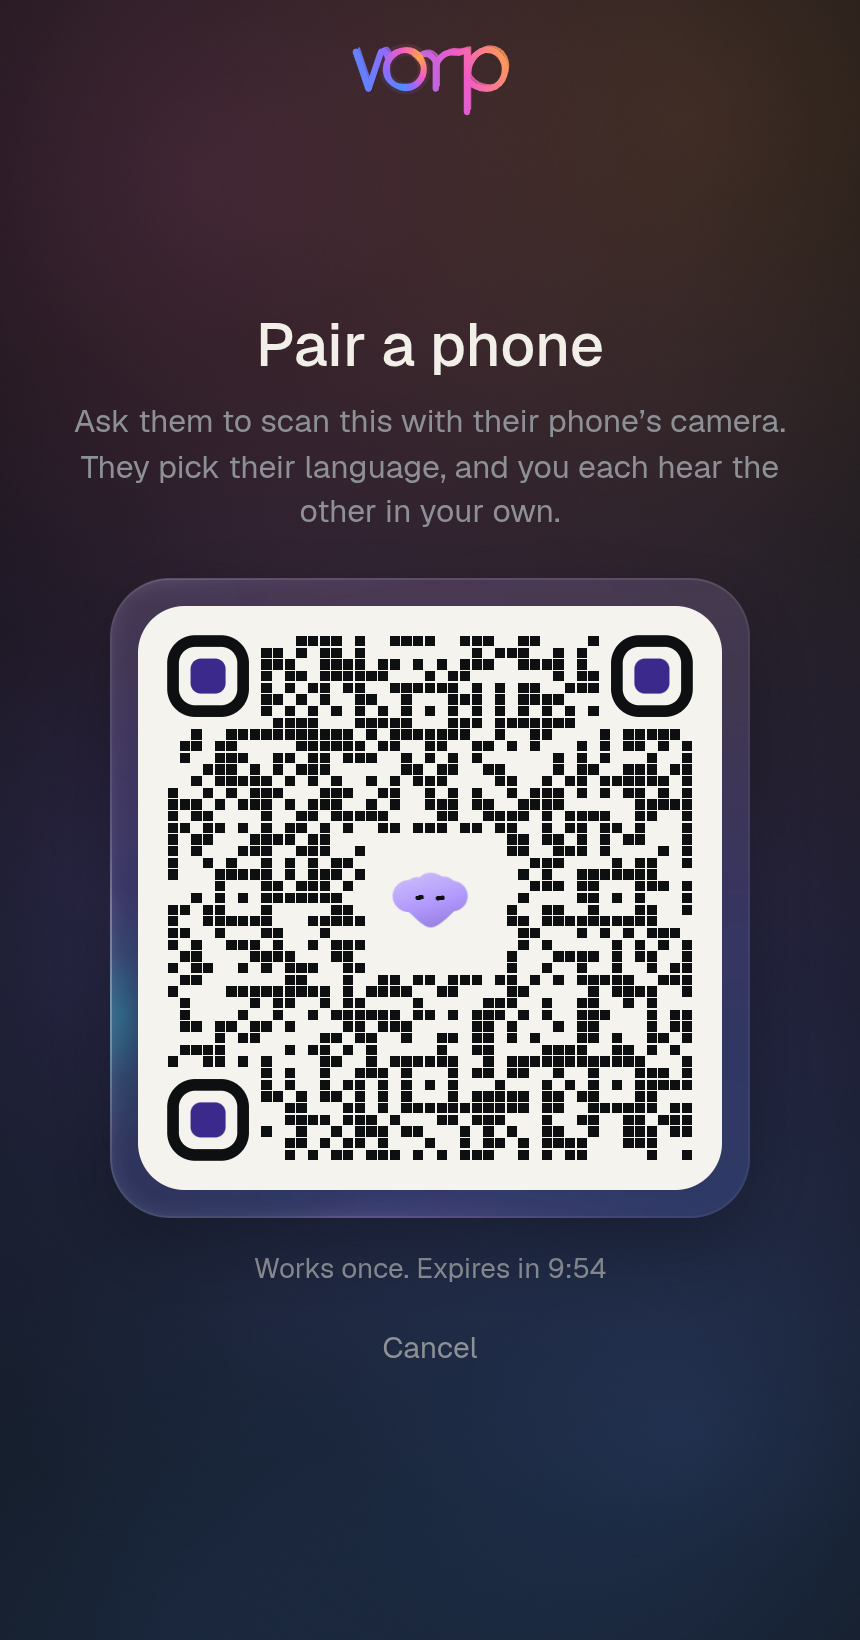 vorp
Pair a phone
Ask them to scan this with their phone’s camera.
They pick their language, and you each hear the
other in your own.
Works once. Expires in 9:54
Cancel